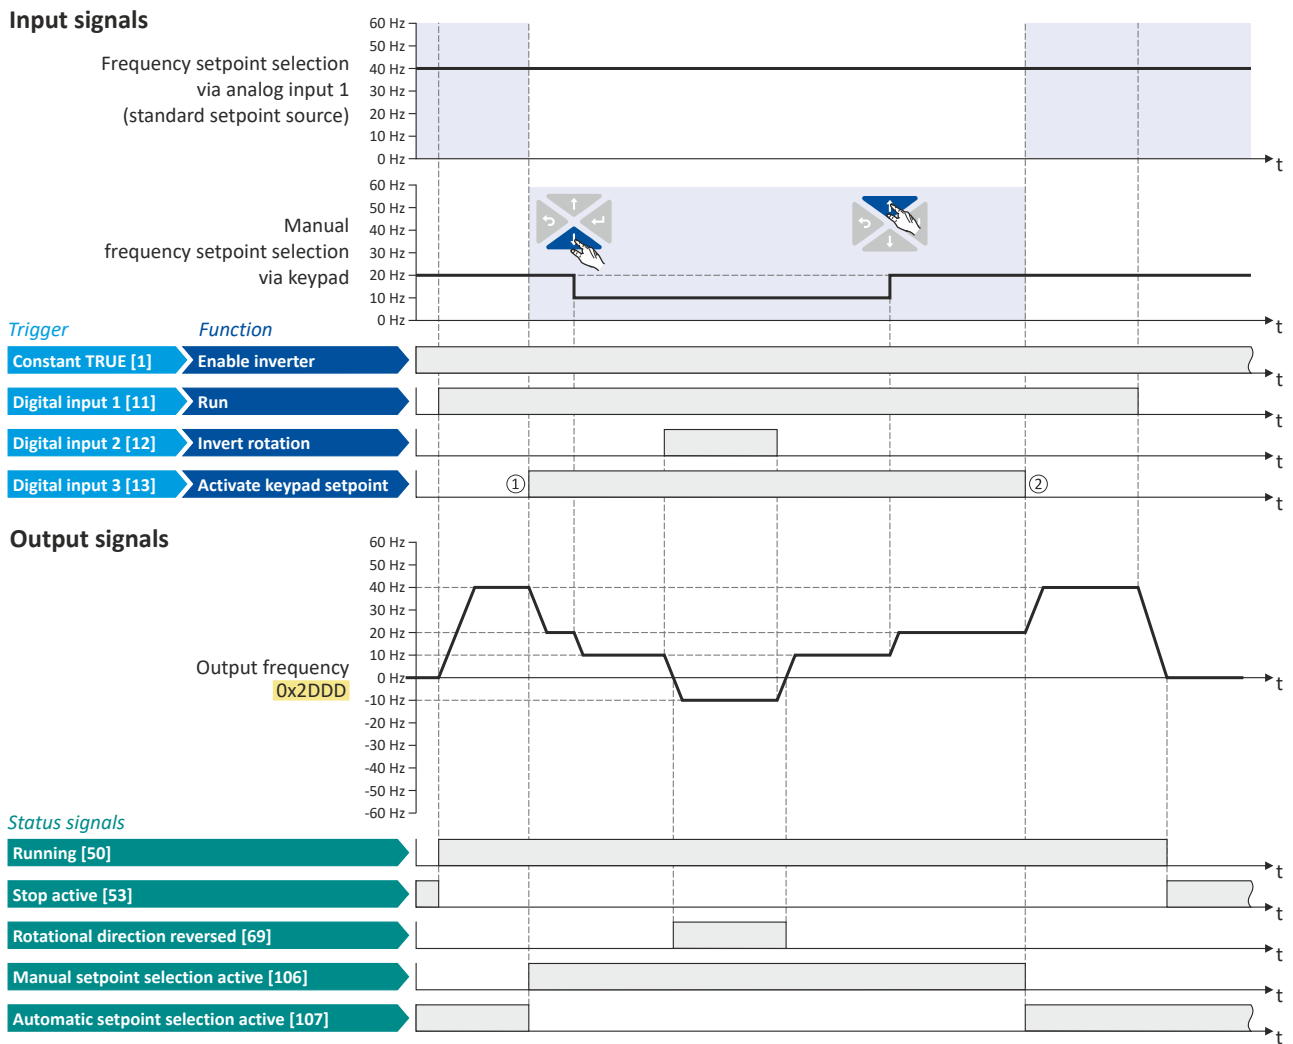 Input signals
Frequency setpoint selection
via analog input 1
(standard setpoint source)
60 Hz
50 Hz
40 Hz
30 Hz
20 Hz
10 Hz
0 Hz
t
Manual
frequency setpoint selection
via keypad
60 Hz
50 Hz
40 Hz
30 Hz
20 Hz
10 Hz
0 Hz
t
Trigger Function
Constant TRUE [1] Enable inverter
t
Digital input 1 [11] Run
t
Digital input 2 [12] Invert rotation
t
Digital input 3 [13] Activate keypad setpoint ① ②
t
Output signals
60 Hz
50 Hz
40 Hz
30 Hz
20 Hz
10 Hz
0 Hz
-10 Hz
-20 Hz
-30 Hz
-40 Hz
-50 Hz
-60 Hz
Output frequency
0x2DDD
t
Status signals
Running [50]
t
Stop active [53]
t
Rotational direction reversed [69]
t
Manual setpoint selection active [106]
t
Automatic setpoint selection active [107]
t